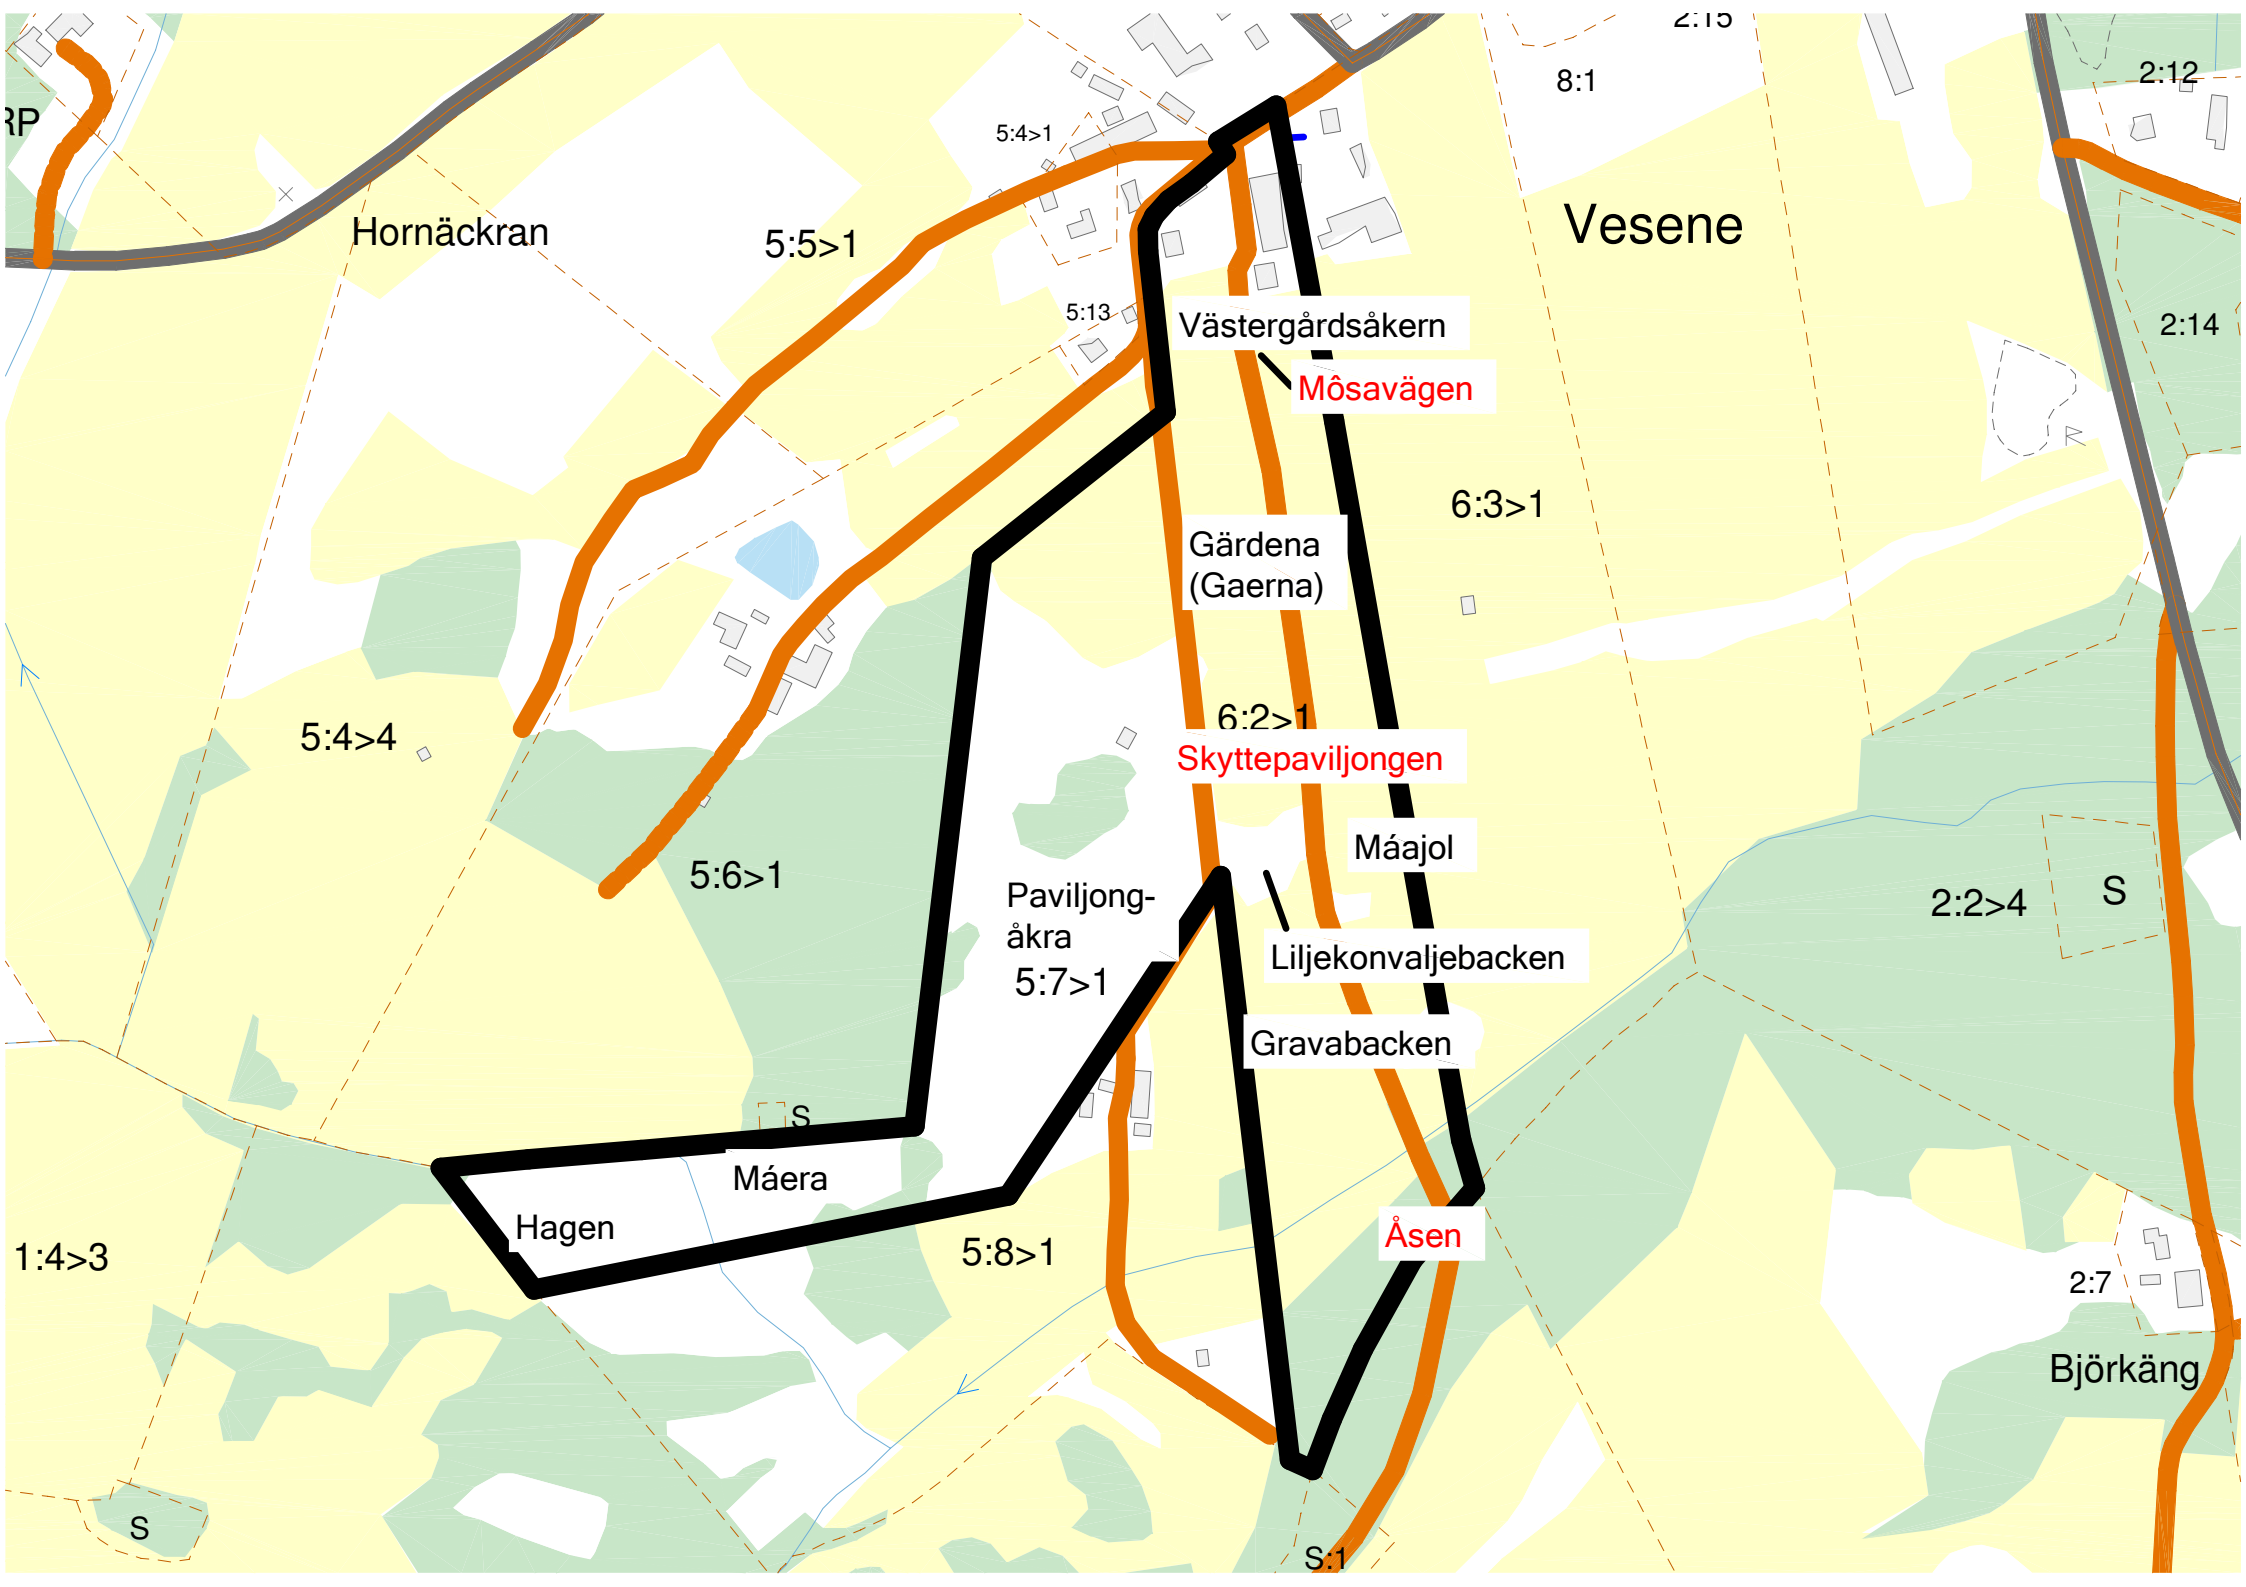 2:15
8:1
2:12
RP
5:4>1
Hornäckran
5:5>1
Vesene
5:13
Västergårdsåkern
2:14
Môsavägen
6:3>1
Gärdena
(Gaerna)
6:2>1
5:4>4
Skyttepaviljongen
Máajol
5:6>1
Paviljong-
åkra
2:2>4
S
Liljekonvaljebacken
5:7>1
Gravabacken
S
Máera
Hagen
Åsen
5:8>1
1:4>3
2:7
Björkäng
S
S:1